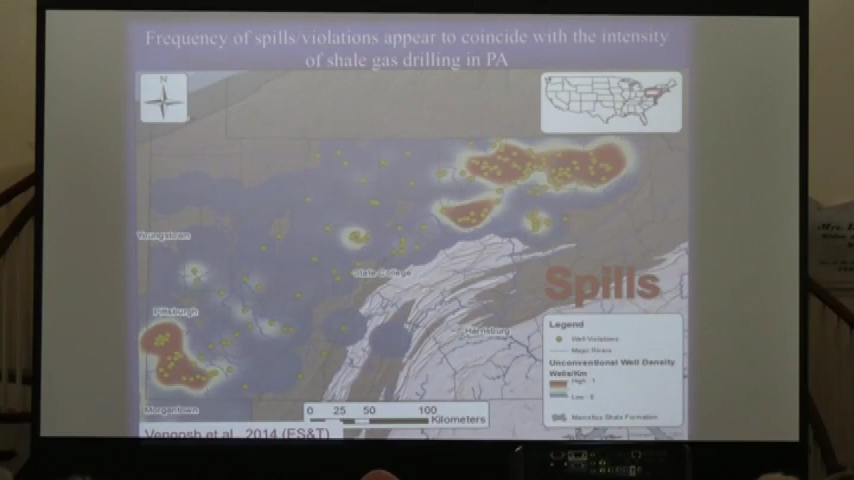 Frequency of spills/violations appear to coincide with the intensity
of shale gas drilling in PA
N
Youngstown
State College
Pittsburgh
Spills
Harrisburg
Legend
Well Violations
Major Rivers
Unconventional Well Density
Wells/Km
High : 1
Low : 0
Marcellus Shale Formation
Morgantown
0 25 50 100
Kilometers
Vengosh et al., 2014 (ES&T)